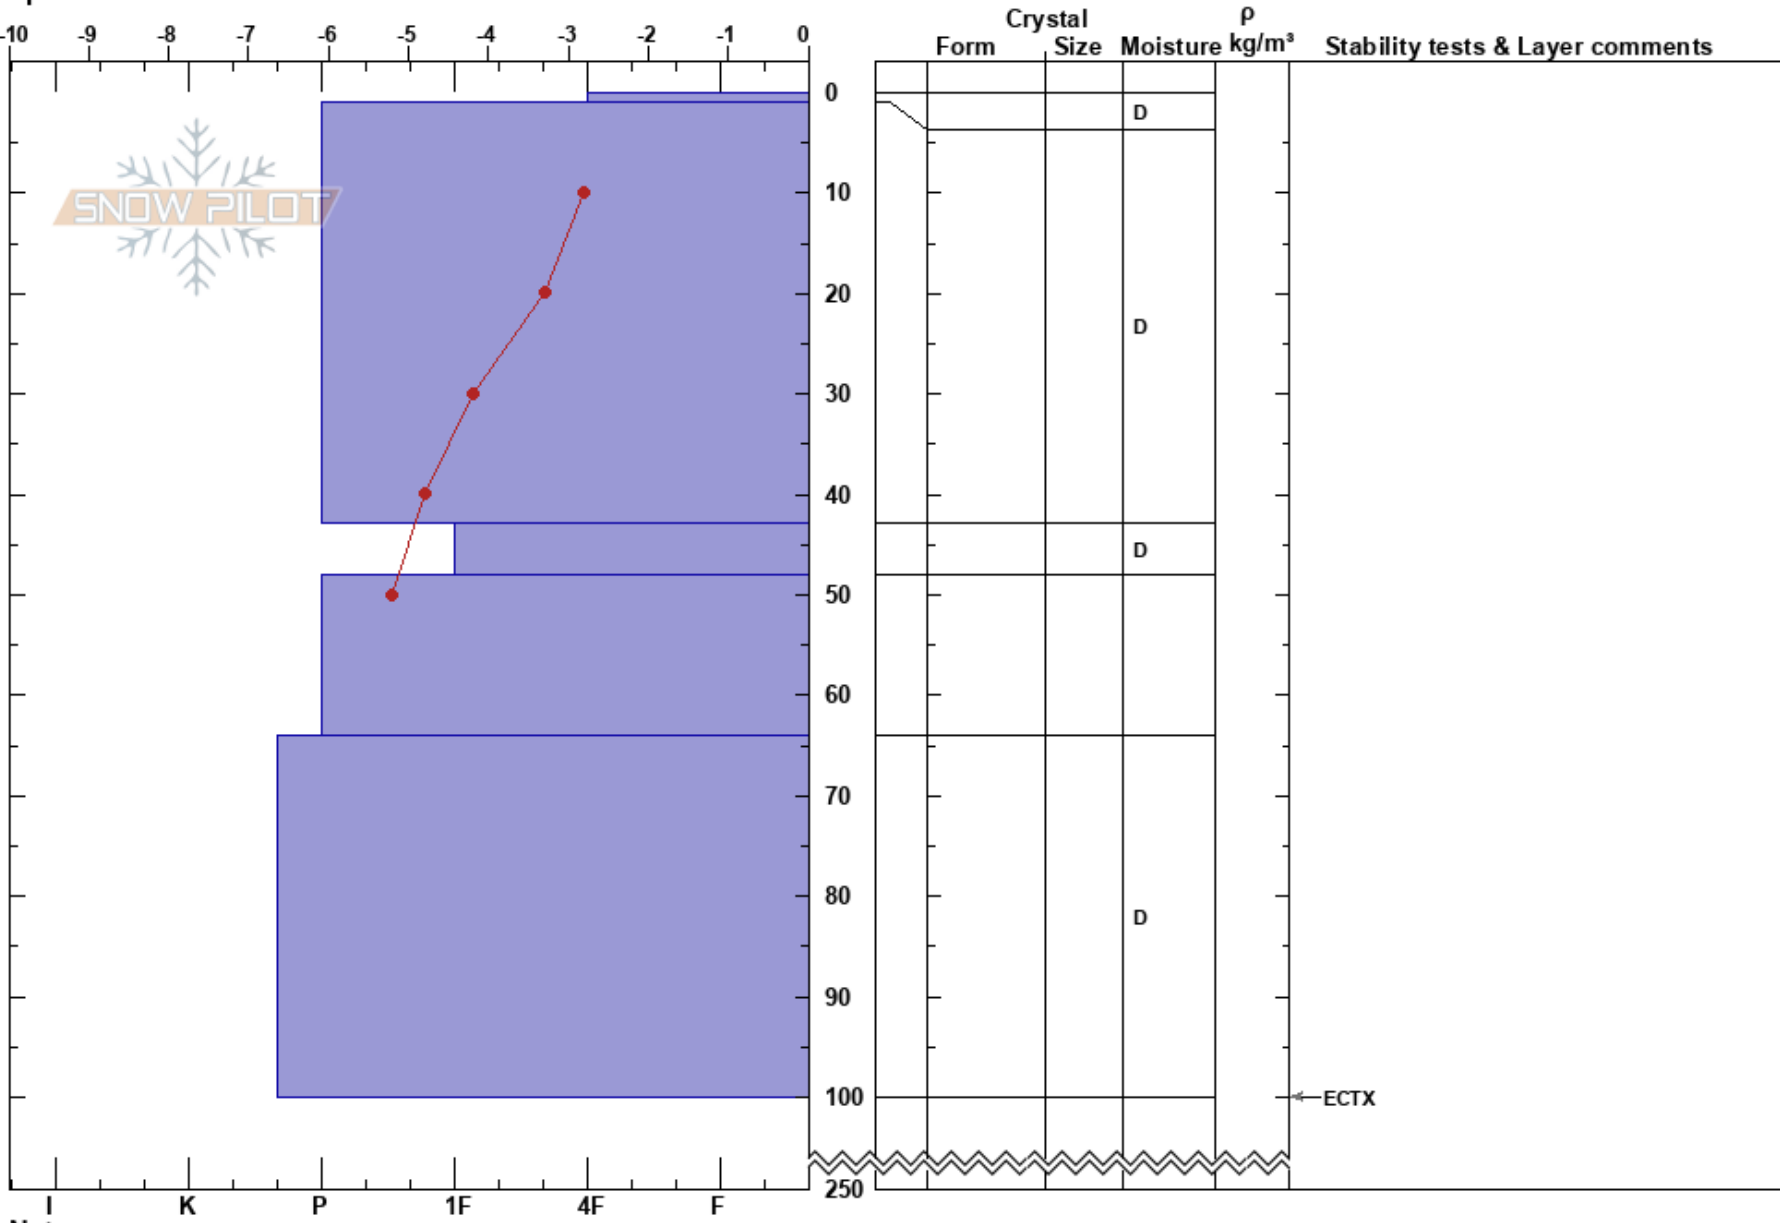 Crystal ρ
-10 -9 -8 -7 -6 -5 -4 -3 -2 -1 0
Form Size Moisture kg/m³ Stability tests & Layer comments
0
D
SNOW PILOT
10
20
D
30
40
D
50
60
70
80
D
90
100 ECTX
250
I K P 1F 4F F